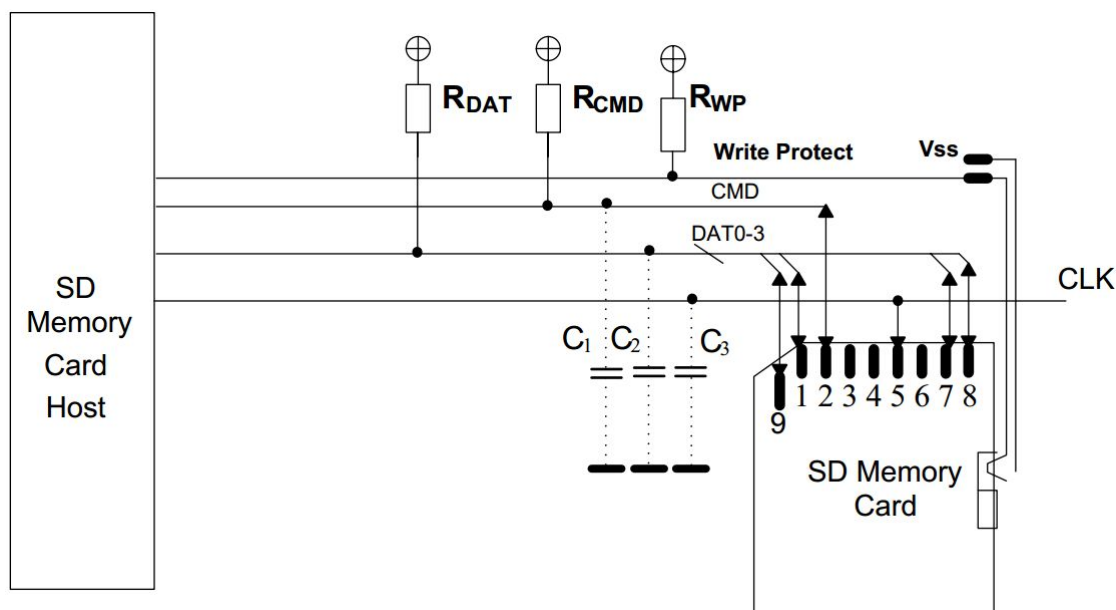 RDAT
RCMD
RWP
Write Protect
Vss
CMD
DAT0-3
CLK
SD
Memory
Card
Host
C1
C2
C3
1 2 3 4 5 6 7 8
9
SD Memory
Card